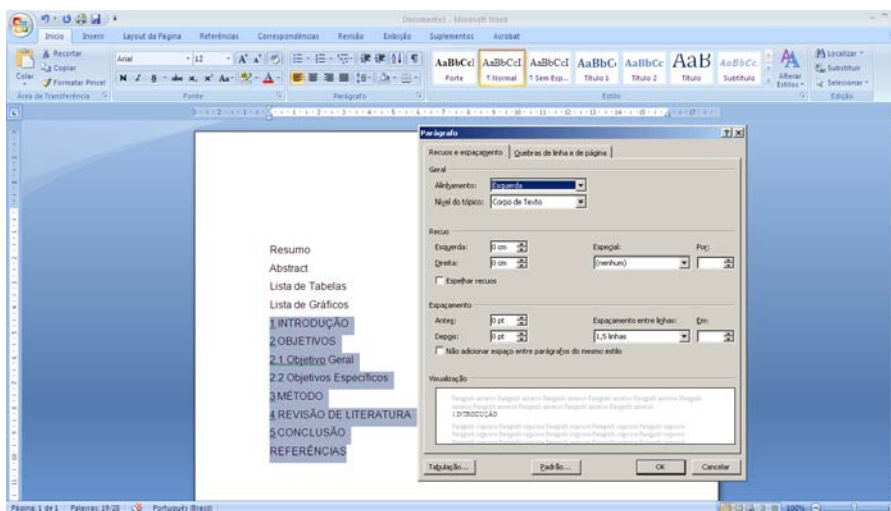 Documento1 - Microsoft Word
Início Inserir Layout da Página Referências Correspondências Revisão Exibição Suplementos Acrobat
Recortar
Copiar
Formatar Pincel
Colar
Área de Transferência
Arial 12
N I S abc x₂ x² Aa
Fonte
Parágrafo
AaBbCcI AaBbCcI AaBbCcI AaBbC AaBbCc AaB AaBbCc.
Forte ¶ Normal ¶ Sem Esp... Título 1 Título 2 Título Subtítulo
Alterar Estilos
Estilo
Localizar
Substituir
Selecionar
Edição
Resumo
Abstract
Lista de Tabelas
Lista de Gráficos
1 INTRODUÇÃO
2 OBJETIVOS
2.1 Objetivo Geral
2.2 Objetivos Específicos
3 MÉTODO
4 REVISÃO DE LITERATURA
5 CONCLUSÃO
REFERÊNCIAS
Parágrafo
Recuos e espaçamento Quebras de linha e de página
Geral
Alinhamento: Esquerda
Nível do tópico: Corpo de Texto
Recuo
Esquerda: 0 cm Especial: Por:
Direita: 0 cm (nenhum)
Espelhar recuos
Espaçamento
Antes: 0 pt Espaçamento entre linhas: Em:
Depois: 0 pt 1,5 linhas
Não adicionar espaço entre parágrafos do mesmo estilo
Visualização
1 INTRODUÇÃO
Tabulação... Padrão... OK Cancelar
Página: 1 de 1 Palavras: 19/28 Português (Brasil) 100%